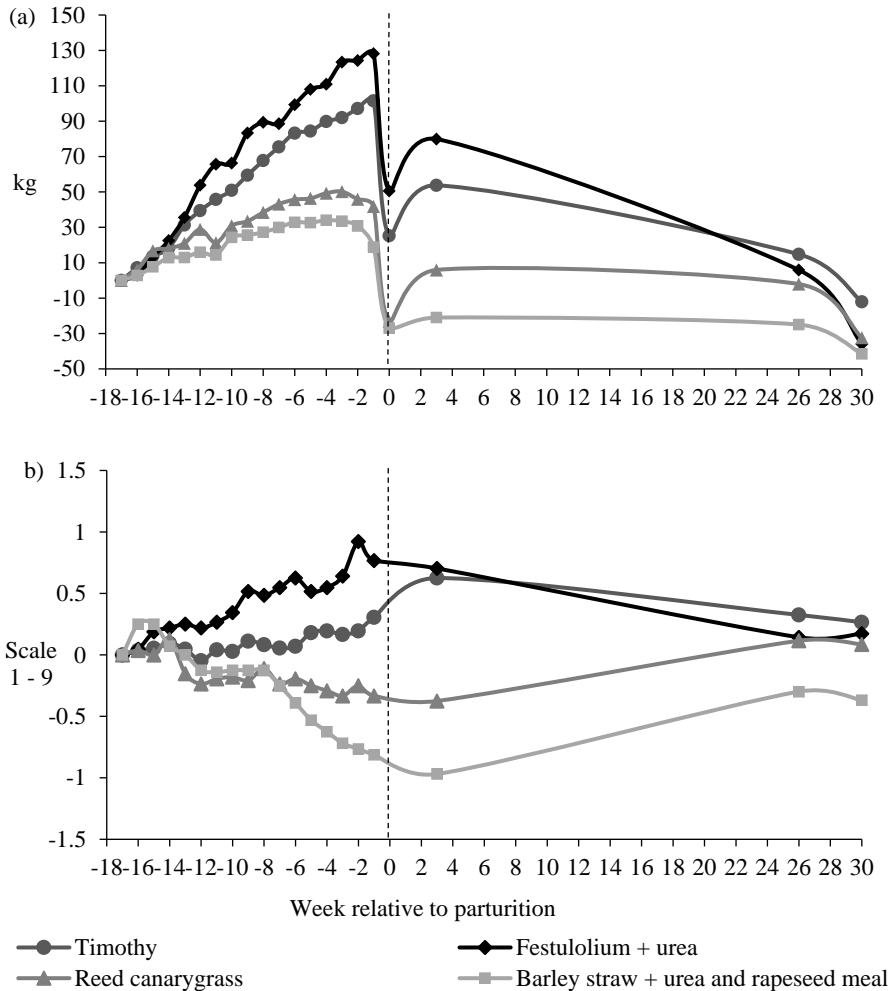 (a)
150
130
110
90
70
kg
50
30
10
-10
-30
-50
-18 -16 -14 -12 -10 -8 -6 -4 -2 0 2 4 6 8 10 12 14 16 18 20 22 24 26 28 30
b)
1.5
1
0.5
Scale
0
1 - 9
-0.5
-1
-1.5
-18 -16 -14 -12 -10 -8 -6 -4 -2 0 2 4 6 8 10 12 14 16 18 20 22 24 26 28 30
Week relative to parturition
Timothy
Festulolium + urea
Reed canarygrass
Barley straw + urea and rapeseed meal